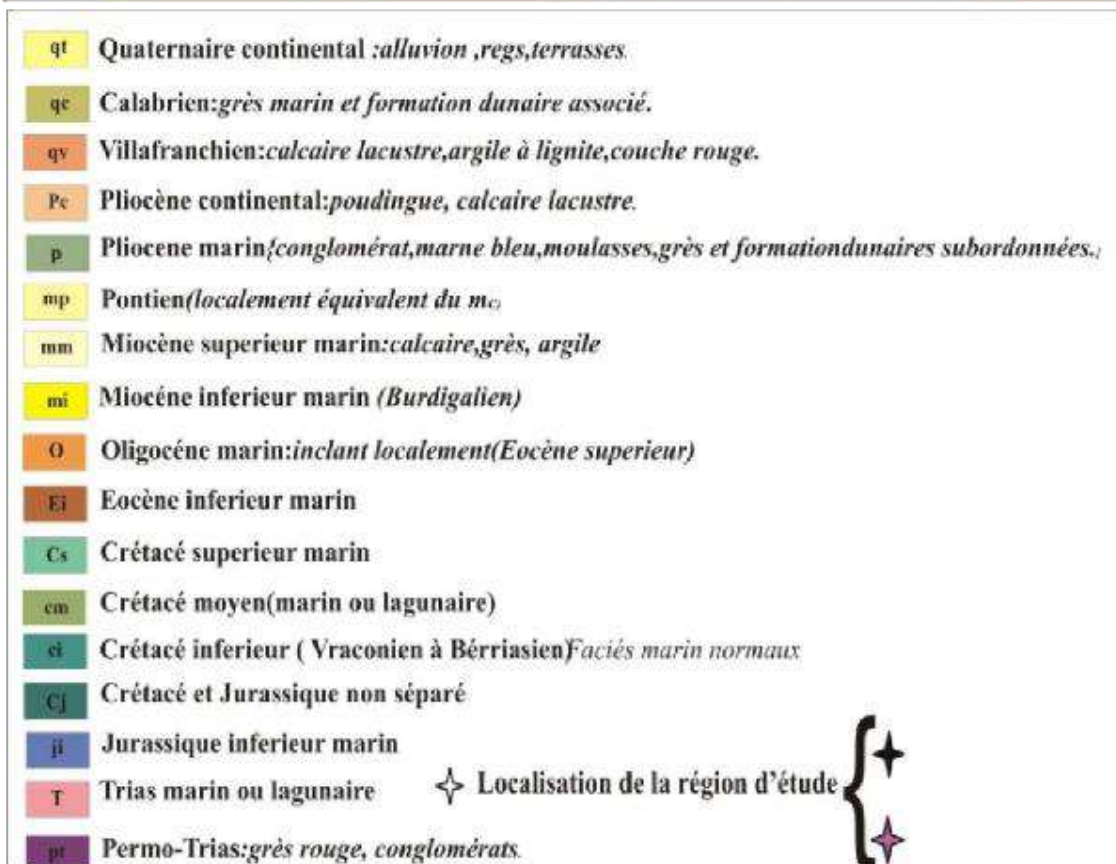 qt Quaternaire continental :alluvion ,regs,terrasses.
qc Calabrien:grès marin et formation dunaire associé.
qv Villafranchien:calcaire lacustre,argile à lignite,couche rouge.
Pc Pliocène continental:poudingue, calcaire lacustre.
p Pliocene marin{conglomérat,marne bleu,moulasses,grès et formationdunaires subordonnées.}
mp Pontien(localement équivalent du mc)
mm Miocène superieur marin:calcaire,grès, argile
mi Miocéne inferieur marin (Burdigalien)
O Oligocéne marin:inclant localement(Eocène superieur)
Ei Eocène inferieur marin
Cs Crétacé superieur marin
cm Crétacé moyen(marin ou lagunaire)
ci Crétacé inferieur ( Vraconien à Bérriasien)Faciés marin normaux
Cj Crétacé et Jurassique non séparé
ji Jurassique inferieur marin
T Trias marin ou lagunaire Localisation de la région d'étude {
pt Permo-Trias:grès rouge, conglomérats.